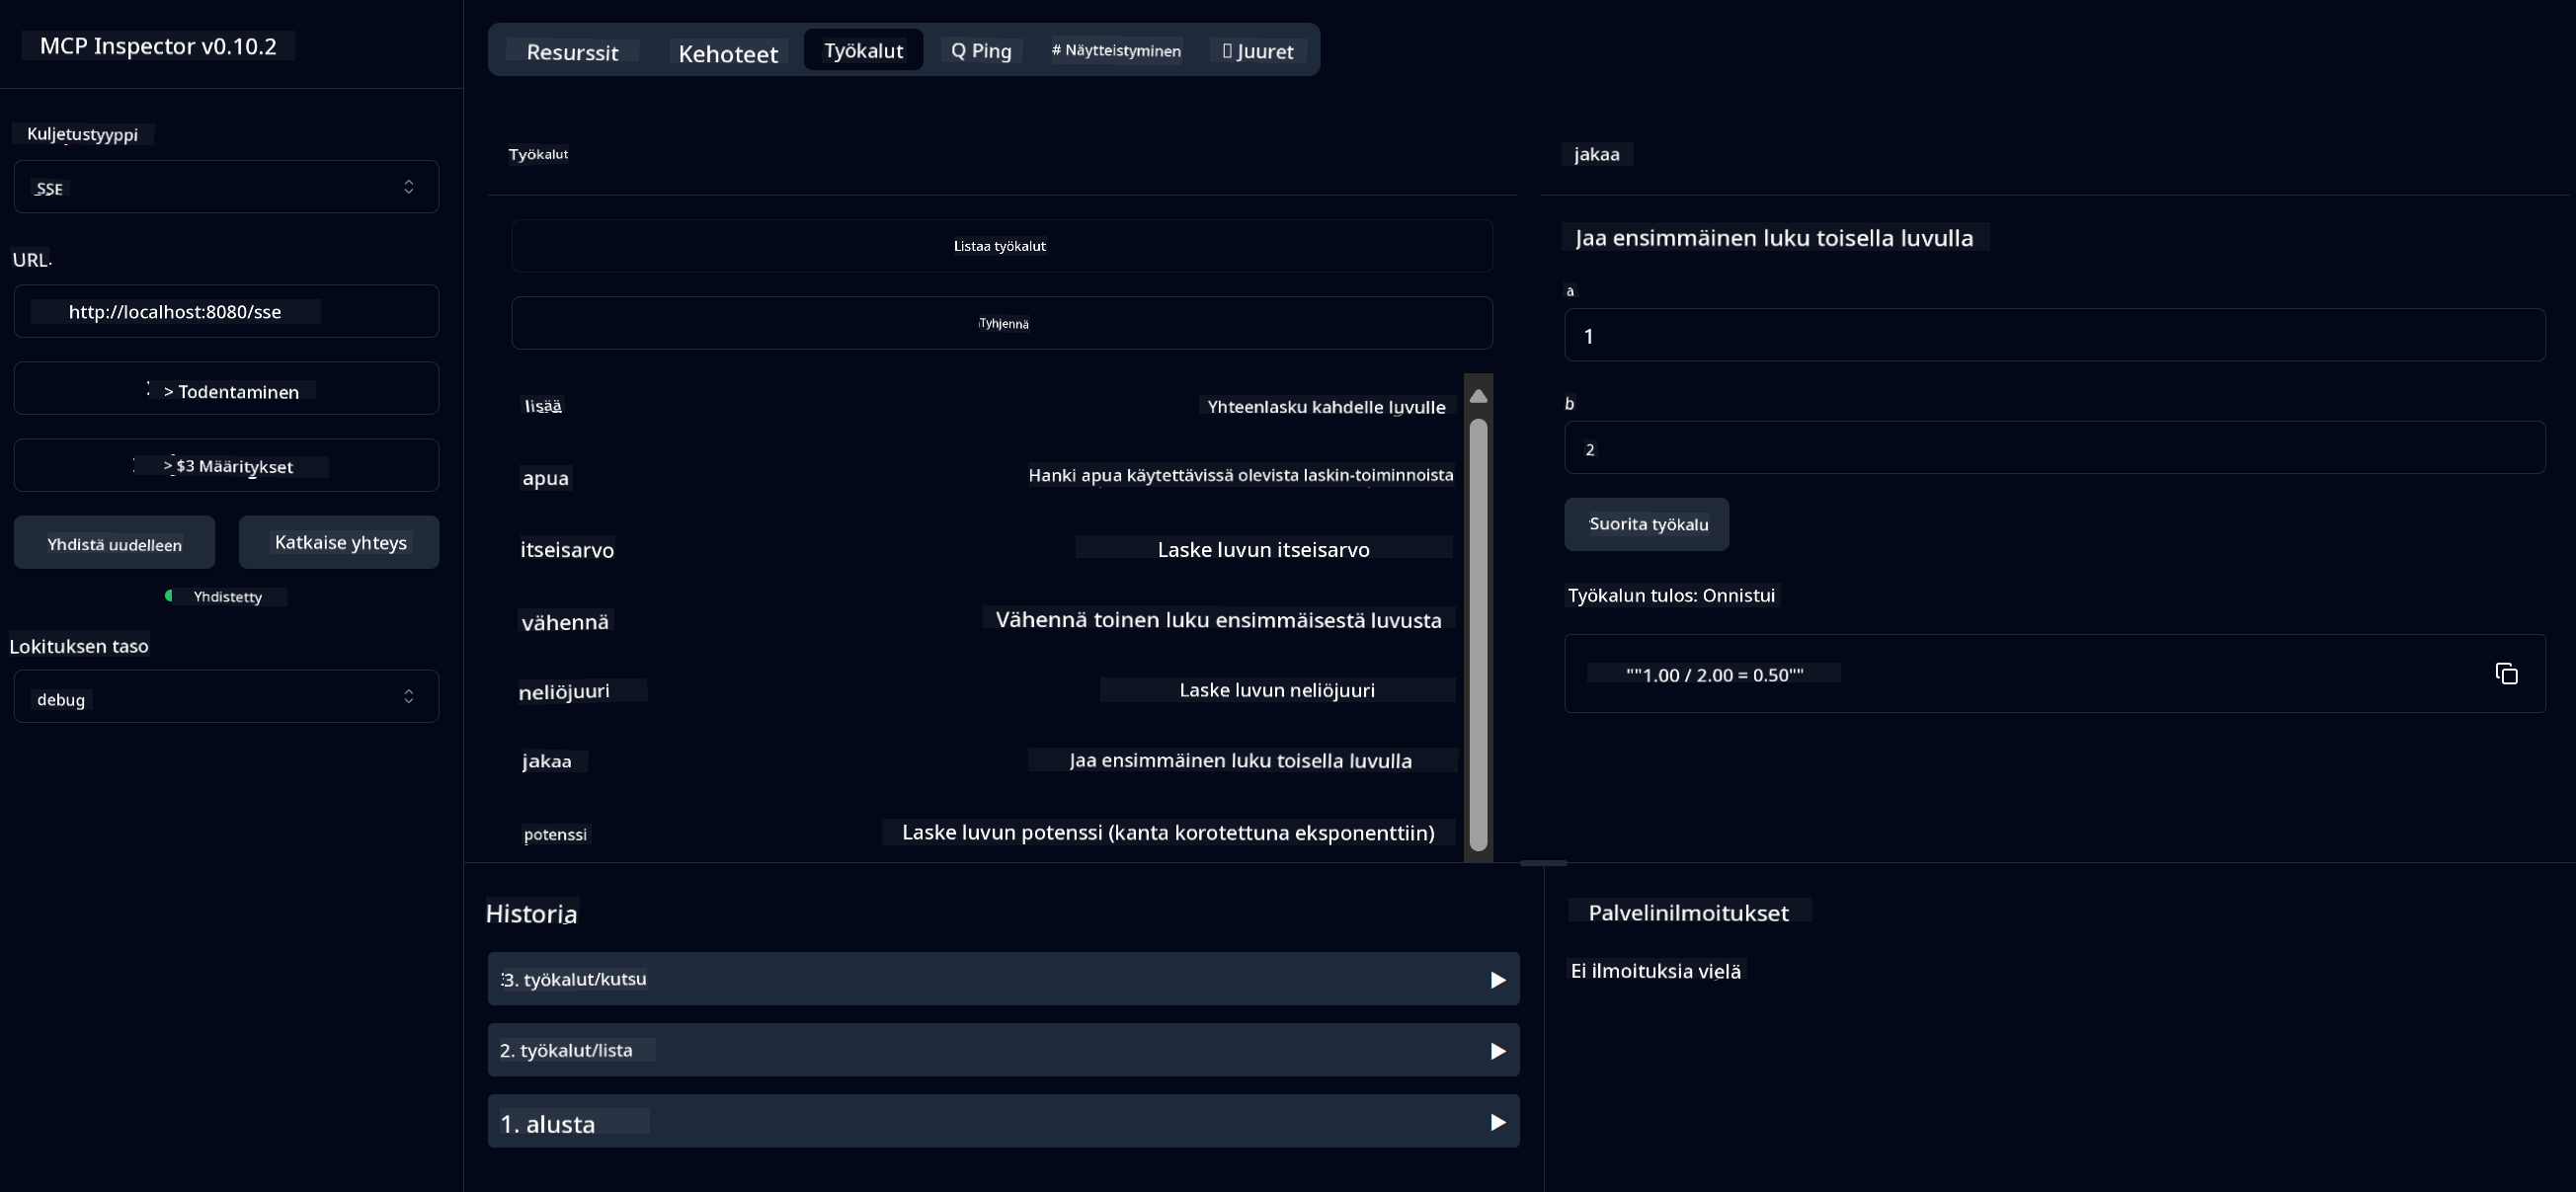 MCP Inspector v0.10.2
Kuljetustyyppi
SSE
URL
http://localhost:8080/sse
> Todentaminen
> $3 Määritykset
Yhdistä uudelleen
Katkaise yhteys
Yhdistetty
Lokituksen taso
debug
Resurssit
Kehoteet
Työkalut
Q Ping
# Näytteistyminen
Juuret
Työkalut
Listaa työkalut
Tyhjennä
lisää
Yhteenlasku kahdelle luvulle
apua
Hanki apua käytettävissä olevista laskin-toiminnoista
itseisarvo
Laske luvun itseisarvo
vähennä
Vähennä toinen luku ensimmäisestä luvusta
neliöjuuri
Laske luvun neliöjuuri
jakaa
Jaa ensimmäinen luku toisella luvulla
potenssi
Laske luvun potenssi (kanta korotettuna eksponenttiin)
jakaa
Jaa ensimmäinen luku toisella luvulla
a
1
b
2
Suorita työkalu
Työkalun tulos: Onnistui
""1.00 / 2.00 = 0.50""
Historia
3. työkalut/kutsu
2. työkalut/lista
1. alusta
Palvelinilmoitukset
Ei ilmoituksia vielä